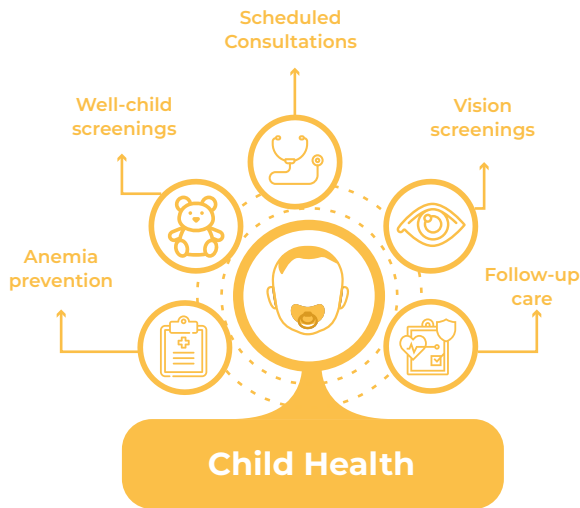 Scheduled
Consultations
Well-child
screenings
Vision
screenings
Anemia
prevention
Follow-up
care
Child Health